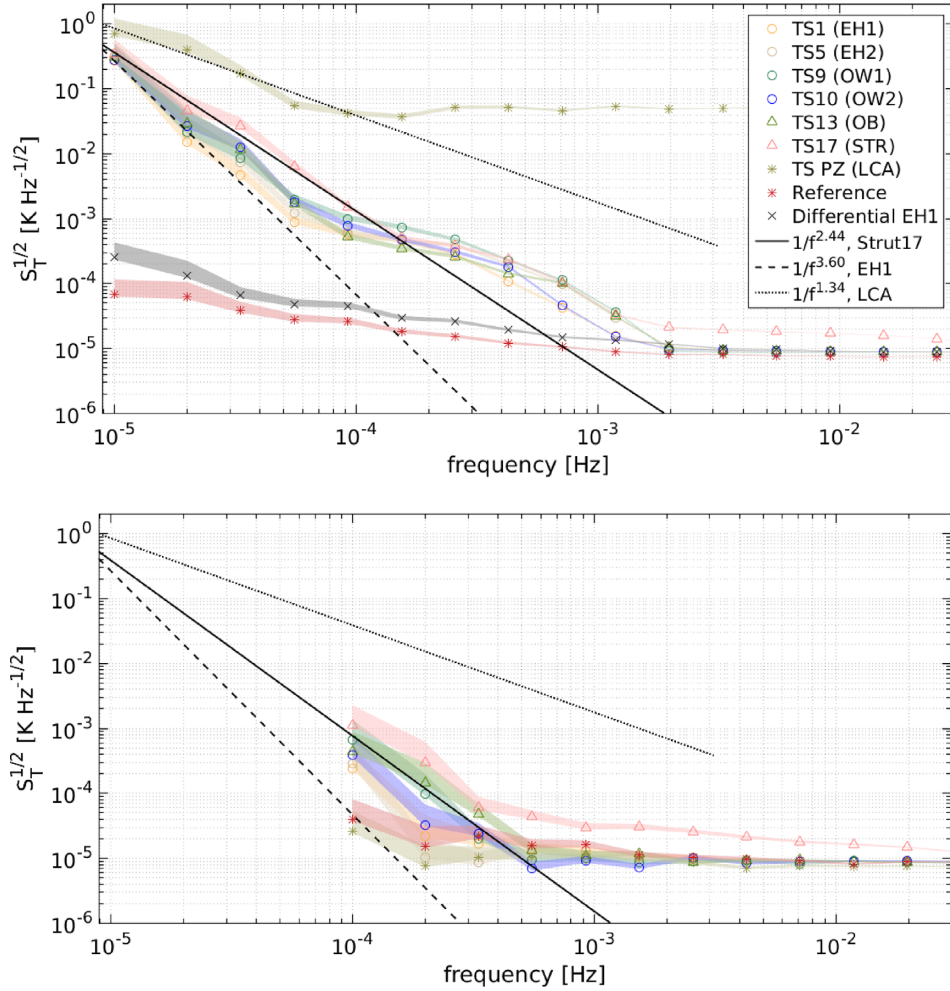 10^0
10^-1
10^-2
10^-3
10^-4
10^-5
10^-6
S_T^1/2 [K Hz^-1/2]
TS1 (EH1)
TS5 (EH2)
TS9 (OW1)
TS10 (OW2)
TS13 (OB)
TS17 (STR)
TS PZ (LCA)
Reference
Differential EH1
1/f^2.44, Strut17
1/f^3.60, EH1
1/f^1.34, LCA
10^-5 10^-4 10^-3 10^-2
frequency [Hz]
10^0
10^-1
10^-2
10^-3
10^-4
10^-5
10^-6
S_T^1/2 [K Hz^-1/2]
10^-5 10^-4 10^-3 10^-2
frequency [Hz]